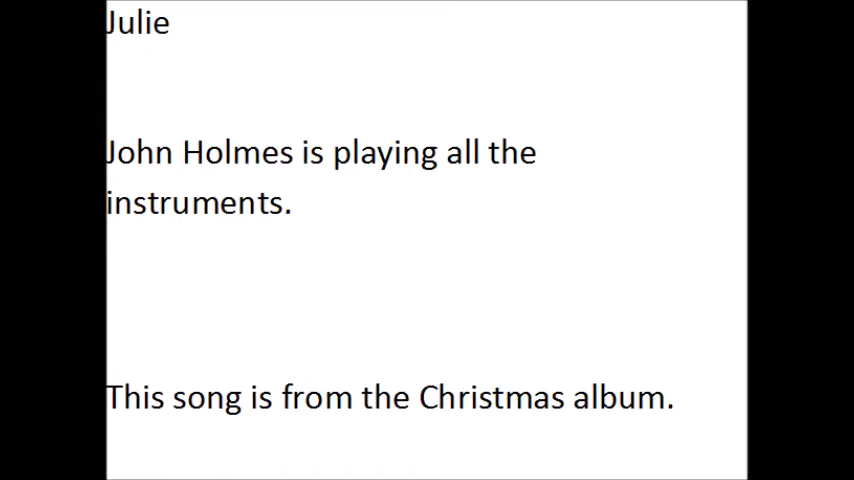 Julie
John Holmes is playing all the
instruments.
This song is from the Christmas album.